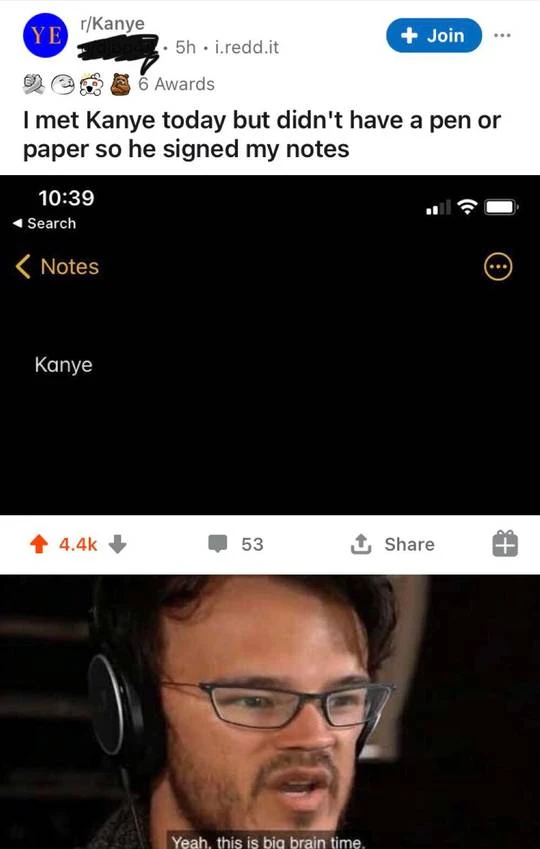 YE
r/Kanye
• 5h • i.redd.it
Join
6 Awards
I met Kanye today but didn't have a pen or
paper so he signed my notes
10:39
Search
Notes
Kanye
4.4k
53
Share
Yeah, this is big brain time.